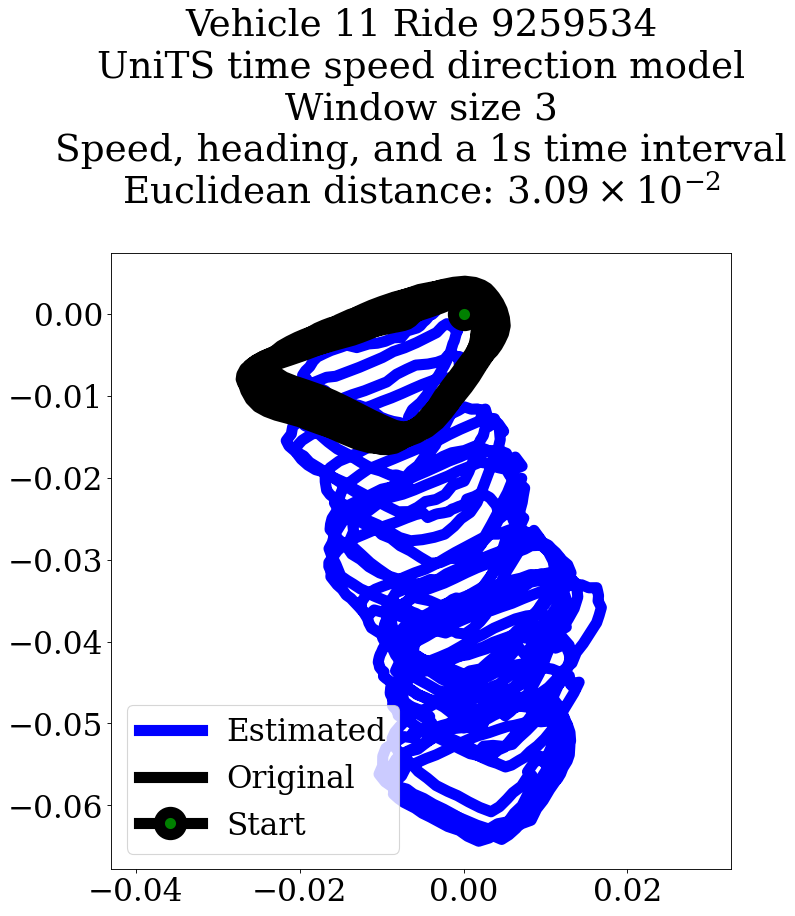 Vehicle 11 Ride 9259534
UniTS time speed direction model
Window size 3
Speed, heading, and a 1s time interval
Euclidean distance: 3.09 × 10⁻²
0.00
−0.01
−0.02
−0.03
−0.04
−0.05
−0.06
Estimated
Original
Start
−0.04 −0.02 0.00 0.02